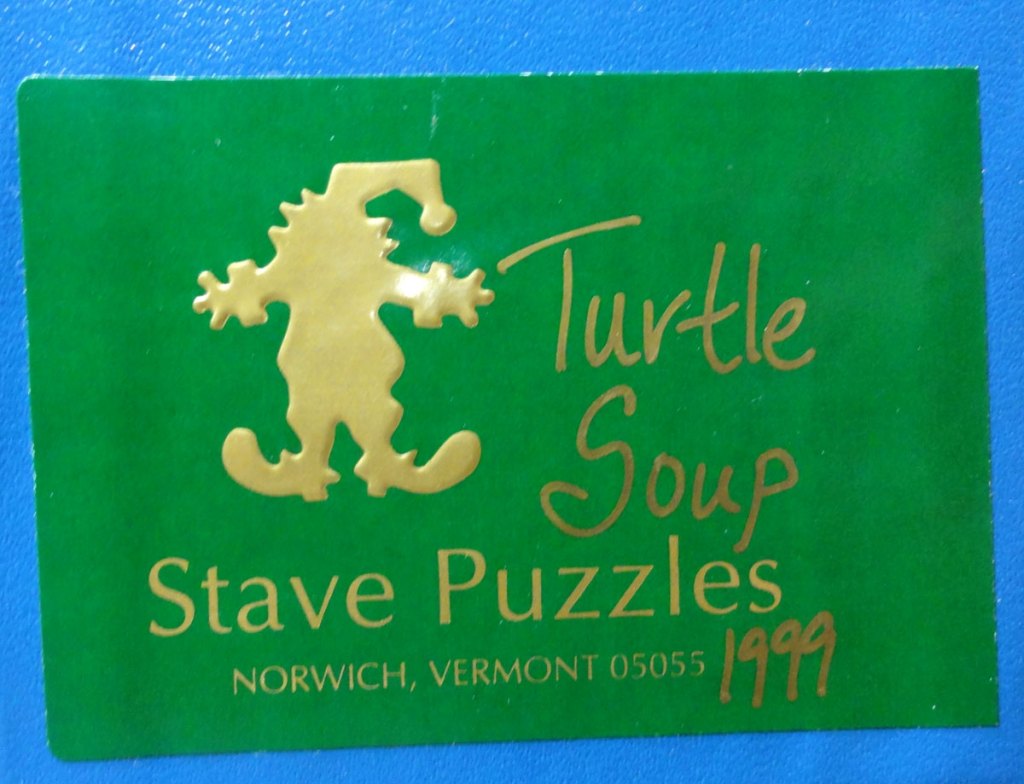 Turtle
Soup
Stave Puzzles
NORWICH, VERMONT 05055
1999